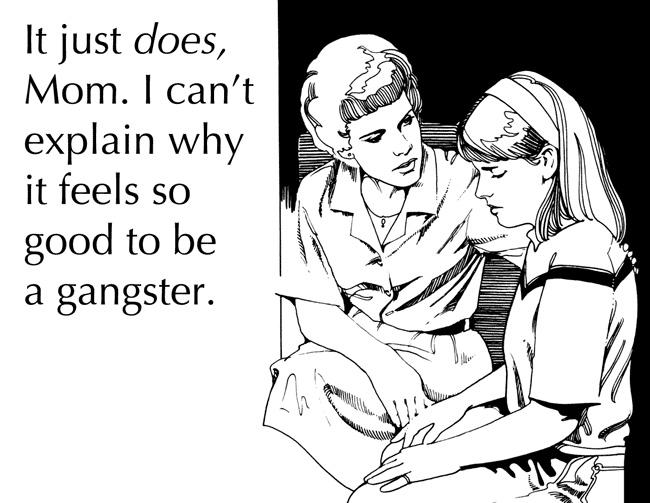 It just does,
Mom. I can’t
explain why
it feels so
good to be
a gangster.